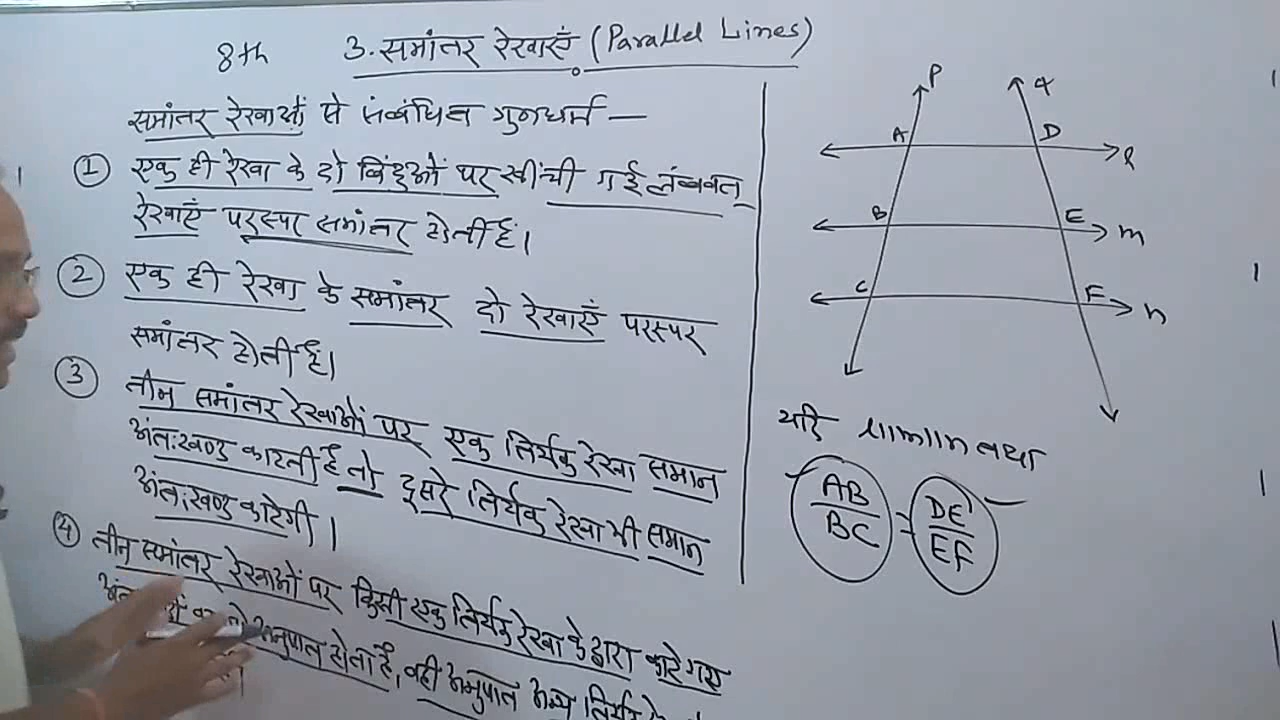 8th 3. समांतर रेखाएँ (Parallel Lines)
समांतर रेखाओं से संबंधित गुणधर्म —
① एक ही रेखा के दो बिंदुओं पर खींची गई लंबवत
रेखाएँ परस्पर समांतर होती हैं।
② एक ही रेखा के समांतर दो रेखाएँ परस्पर
समांतर होती हैं।
③ तीन समांतर रेखाओं पर एक तिर्यक रेखा समान
अंतःखण्ड काटती है तो दूसरे तिर्यक रेखा भी समान
अंतःखण्ड काटेगी।
④ तीन समांतर रेखाओं पर किसी एक तिर्यक रेखा के द्वारा काटे गए
अनुपात होता है, वही अनुपात अन्य तिर्यक
P
A D l
B E m
C F n
यदि तथा
AB/BC = DE/EF